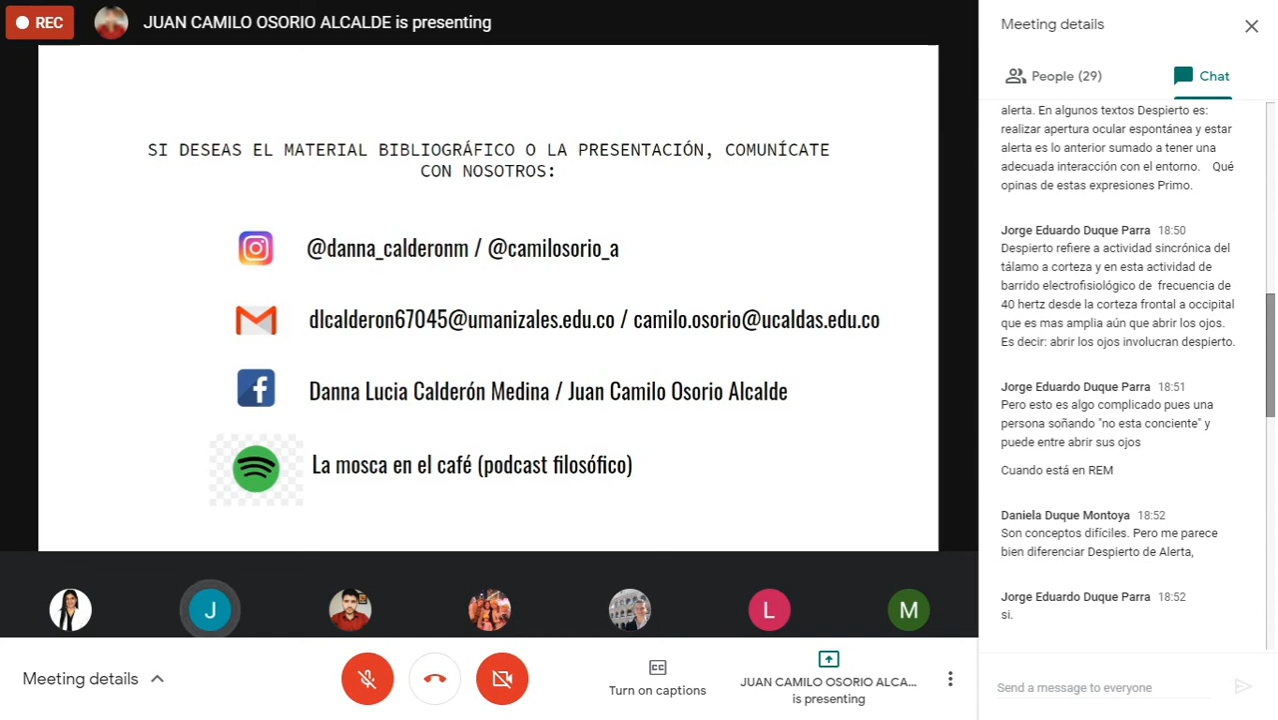 REC
JUAN CAMILO OSORIO ALCALDE is presenting
SI DESEAS EL MATERIAL BIBLIOGRÁFICO O LA PRESENTACIÓN, COMUNÍCATE
CON NOSOTROS:
@danna_calderonm / @camilosorio_a
dlcalderon67045@umanizales.edu.co / camilo.osorio@ucaldas.edu.co
Danna Lucia Calderón Medina / Juan Camilo Osorio Alcalde
La mosca en el café (podcast filosófico)
J
L
M
Meeting details
CC
Turn on captions
JUAN CAMILO OSORIO ALCA...
is presenting
Meeting details
People (29)
Chat
alerta. En algunos textos Despierto es:
realizar apertura ocular espontánea y estar
alerta es lo anterior sumado a tener una
adecuada interacción con el entorno. Qué
opinas de estas expresiones Primo.
Jorge Eduardo Duque Parra 18:50
Despierto refiere a actividad sincrónica del
tálamo a corteza y en esta actividad de
barrido electrofisiológico de frecuencia de
40 hertz desde la corteza frontal a occipital
que es mas amplia aún que abrir los ojos.
Es decir: abrir los ojos involucran despierto.
Jorge Eduardo Duque Parra 18:51
Pero esto es algo complicado pues una
persona soñando "no esta conciente" y
puede entre abrir sus ojos
Cuando está en REM
Daniela Duque Montoya 18:52
Son conceptos difíciles. Pero me parece
bien diferenciar Despierto de Alerta,
Jorge Eduardo Duque Parra 18:52
si.
Send a message to everyone